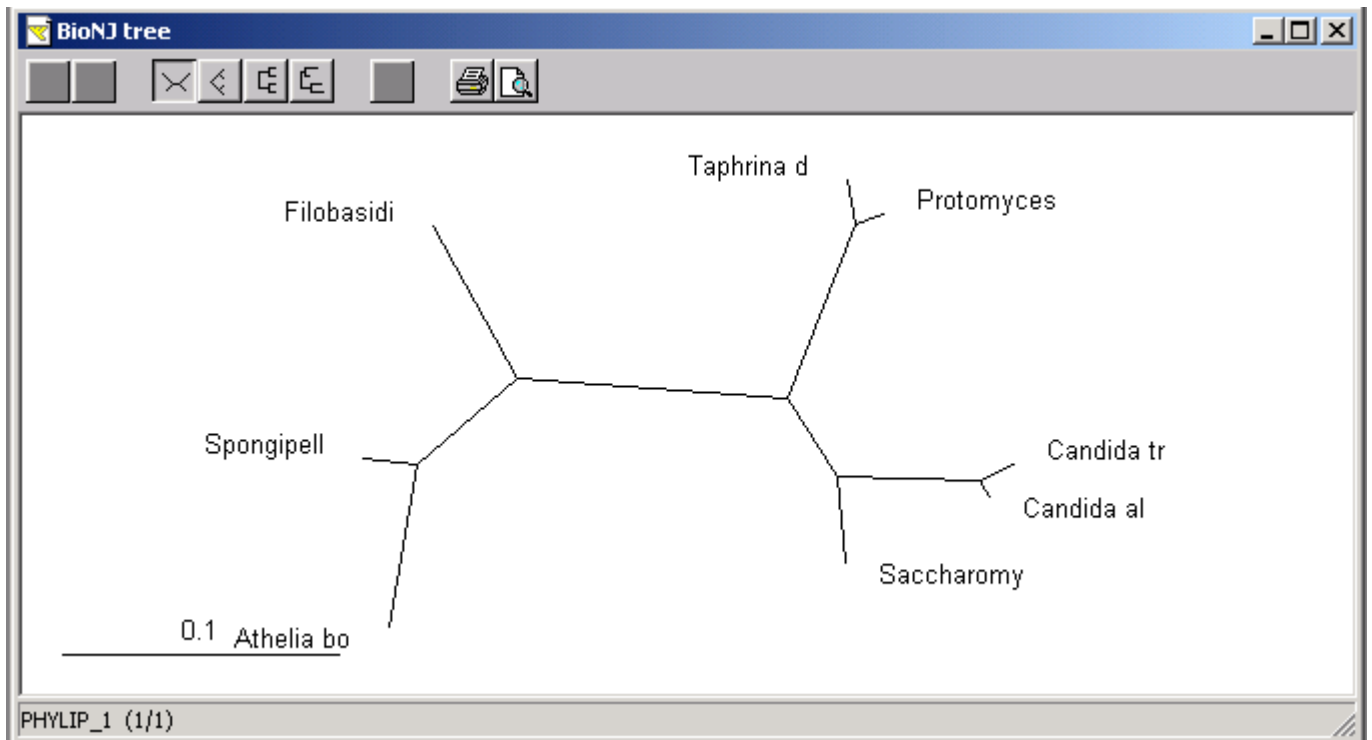 BioNJ tree
Taphrina d
Protomyces
Filobasidi
Spongipell
Candida tr
Candida al
Saccharomy
0.1
Athelia bo
PHYLIP_1 (1/1)